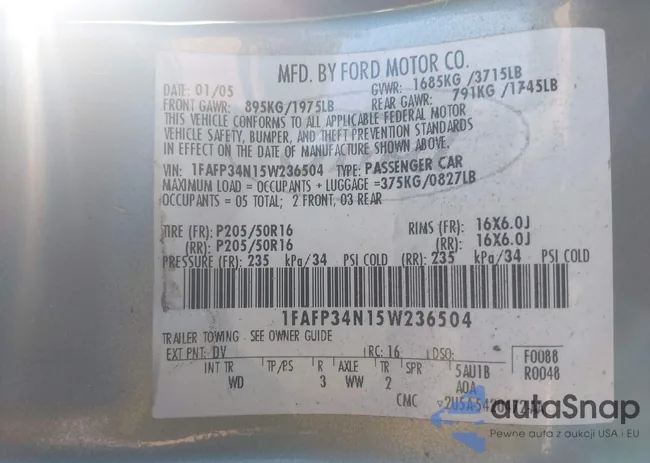 MFD. BY FORD MOTOR CO.
DATE: 01/05 GVWR: 1685KG /3715LB
FRONT GAWR: 895KG/1975LB REAR GAWR: 791KG /1745LB
THIS VEHICLE CONFORMS TO ALL APPLICABLE FEDERAL MOTOR
VEHICLE SAFETY, BUMPER, AND THEFT PREVENTION STANDARDS
IN EFFECT ON THE DATE OF MANUFACTURE SHOWN ABOVE.
VIN: 1FAFP34N15W236504 TYPE: PASSENGER CAR
MAXIMUM LOAD = OCCUPANTS + LUGGAGE =375KG/0827LB
OCCUPANTS = 05 TOTAL; 2 FRONT, 03 REAR
TIRE (FR): P205/50R16 RIMS (FR): 16X6.0J
(RR): P205/50R16 (RR): 16X6.0J
PRESSURE (FR): 235 kPa/34 PSI COLD (RR): 235 kPa/34 PSI COLD
1FAFP34N15W236504
TRAILER TOWING - SEE OWNER GUIDE
EXT PNT: DV RC: 16 DSO: F0088
INT TR TP/PS R AXLE TR SPR 5AU1B R0048
WD 3 WW 2 AOA
CMC
autoSnap
Pewne auta z aukcji USA i EU